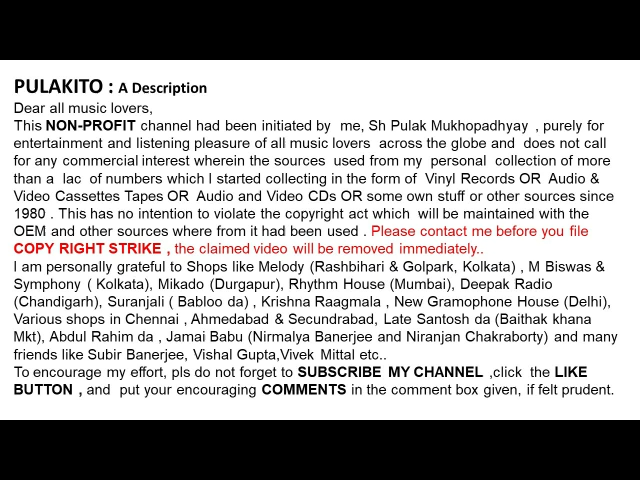 PULAKITO : A Description
Dear all music lovers,
This NON-PROFIT channel had been initiated by me, Sh Pulak Mukhopadhyay , purely for
entertainment and listening pleasure of all music lovers across the globe and does not call
for any commercial interest wherein the sources used from my personal collection of more
than a lac of numbers which I started collecting in the form of Vinyl Records OR Audio &
Video Cassettes Tapes OR Audio and Video CDs OR some own stuff or other sources since
1980 . This has no intention to violate the copyright act which will be maintained with the
OEM and other sources where from it had been used . Please contact me before you file
COPY RIGHT STRIKE , the claimed video will be removed immediately..
I am personally grateful to Shops like Melody (Rashbihari & Golpark, Kolkata) , M Biswas &
Symphony ( Kolkata), Mikado (Durgapur), Rhythm House (Mumbai), Deepak Radio
(Chandigarh), Suranjali ( Babloo da) , Krishna Raagmala , New Gramophone House (Delhi),
Various shops in Chennai , Ahmedabad & Secundrabad, Late Santosh da (Baithak khana
Mkt), Abdul Rahim da , Jamai Babu (Nirmalya Banerjee and Niranjan Chakraborty) and many
friends like Subir Banerjee, Vishal Gupta,Vivek Mittal etc..
To encourage my effort, pls do not forget to SUBSCRIBE MY CHANNEL ,click the LIKE
BUTTON , and put your encouraging COMMENTS in the comment box given, if felt prudent.